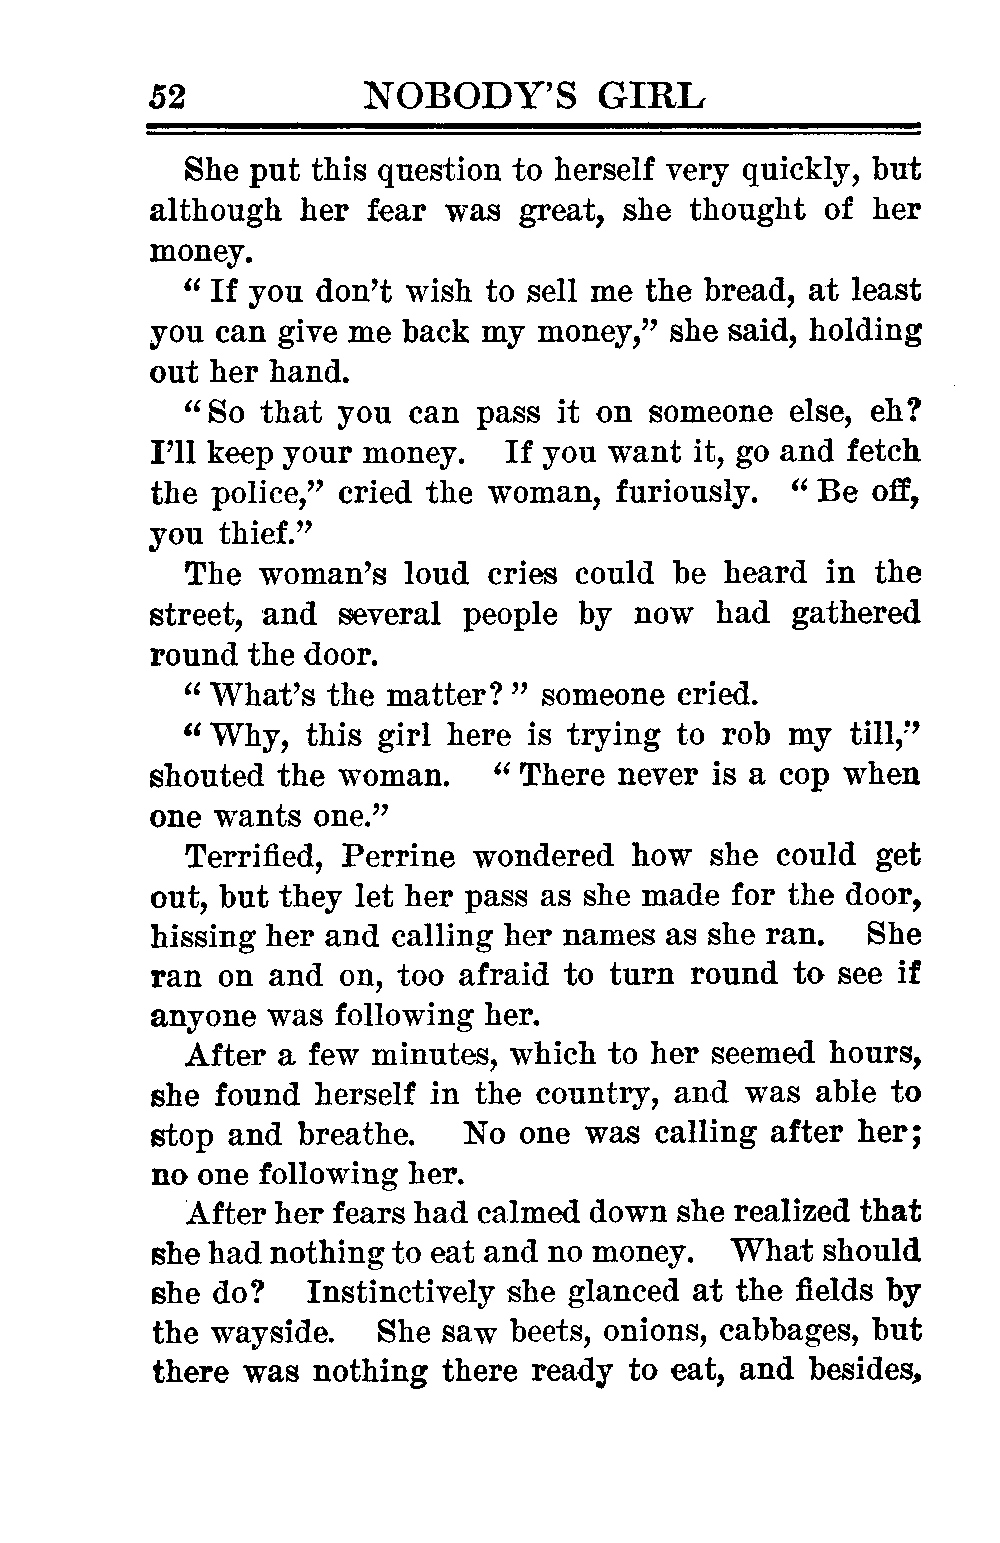 52 NOBODY'S GIRL
She put this question to herself very quickly, but
although her fear was great, she thought of her
money.
“ If you don’t wish to sell me the bread, at least
you can give me back my money,” she said, holding
out her hand.
“ So that you can pass it on someone else, eh?
I’ll keep your money. If you want it, go and fetch
the police,” cried the woman, furiously. “ Be off,
you thief.”
The woman’s loud cries could be heard in the
street, and several people by now had gathered
round the door.
“ What’s the matter? ” someone cried.
“ Why, this girl here is trying to rob my till,”
shouted the woman. “ There never is a cop when
one wants one.”
Terrified, Perrine wondered how she could get
out, but they let her pass as she made for the door,
hissing her and calling her names as she ran. She
ran on and on, too afraid to turn round to see if
anyone was following her.
After a few minutes, which to her seemed hours,
she found herself in the country, and was able to
stop and breathe. No one was calling after her;
no one following her.
After her fears had calmed down she realized that
she had nothing to eat and no money. What should
she do? Instinctively she glanced at the fields by
the wayside. She saw beets, onions, cabbages, but
there was nothing there ready to eat, and besides,